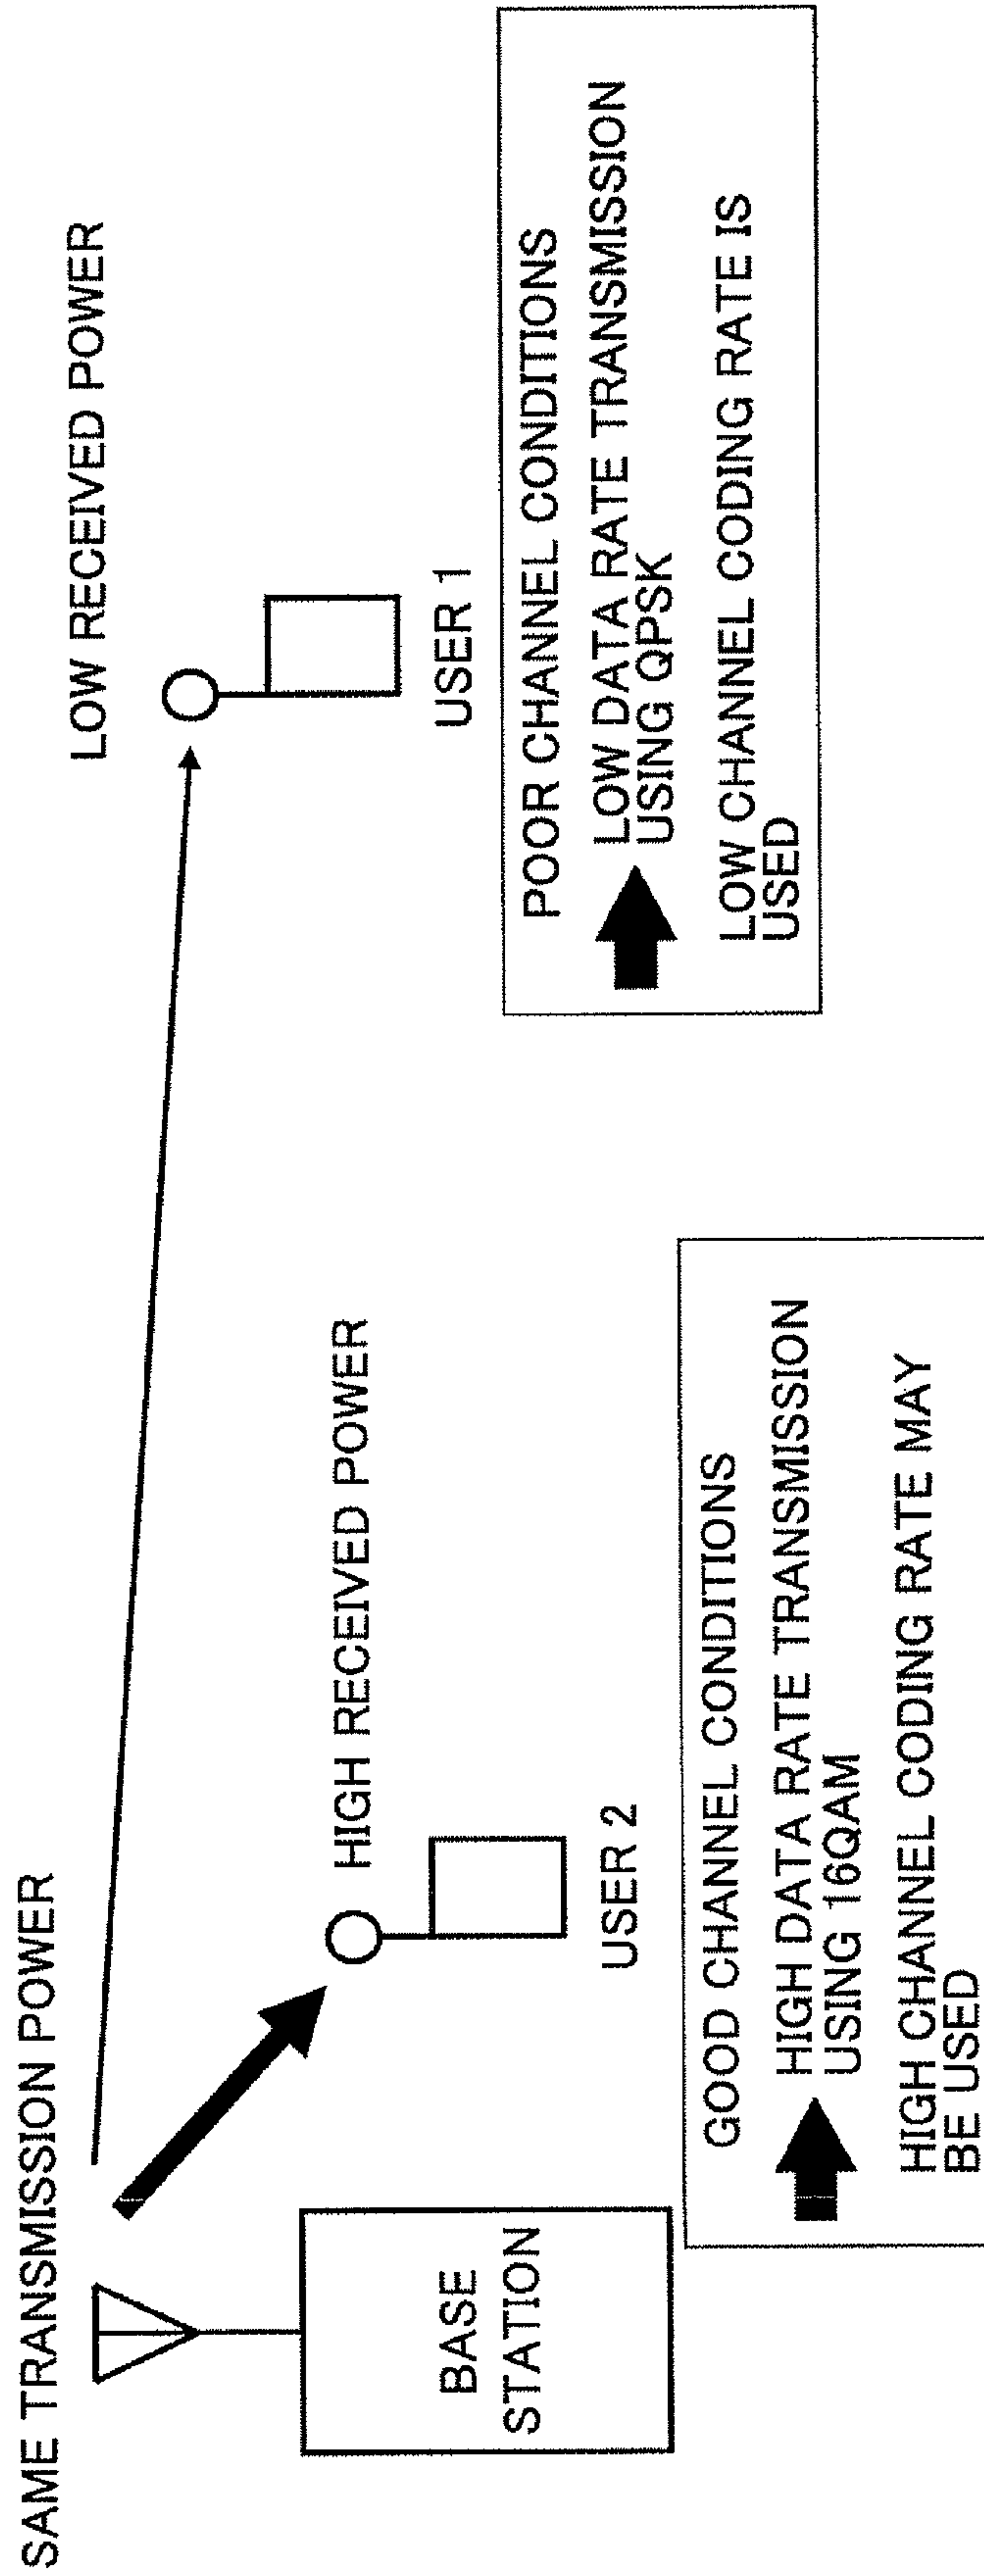 SAME TRANSMISSION POWER
LOW RECEIVED POWER
HIGH RECEIVED POWER
BASE
STATION
USER 2
USER 1
GOOD CHANNEL CONDITIONS
HIGH DATA RATE TRANSMISSION
USING 16QAM
HIGH CHANNEL CODING RATE MAY
BE USED
POOR CHANNEL CONDITIONS
LOW DATA RATE TRANSMISSION
USING QPSK
LOW CHANNEL CODING RATE IS
USED